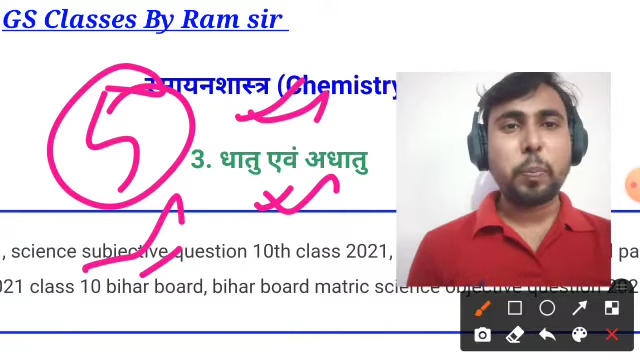 GS Classes By Ram sir
रसायनशास्त्र (Chemistry
5
3. धातु एवं अधातु
, science subjective question 10th class 2021,
021 class 10 bihar board, bihar board matric science objective question 202